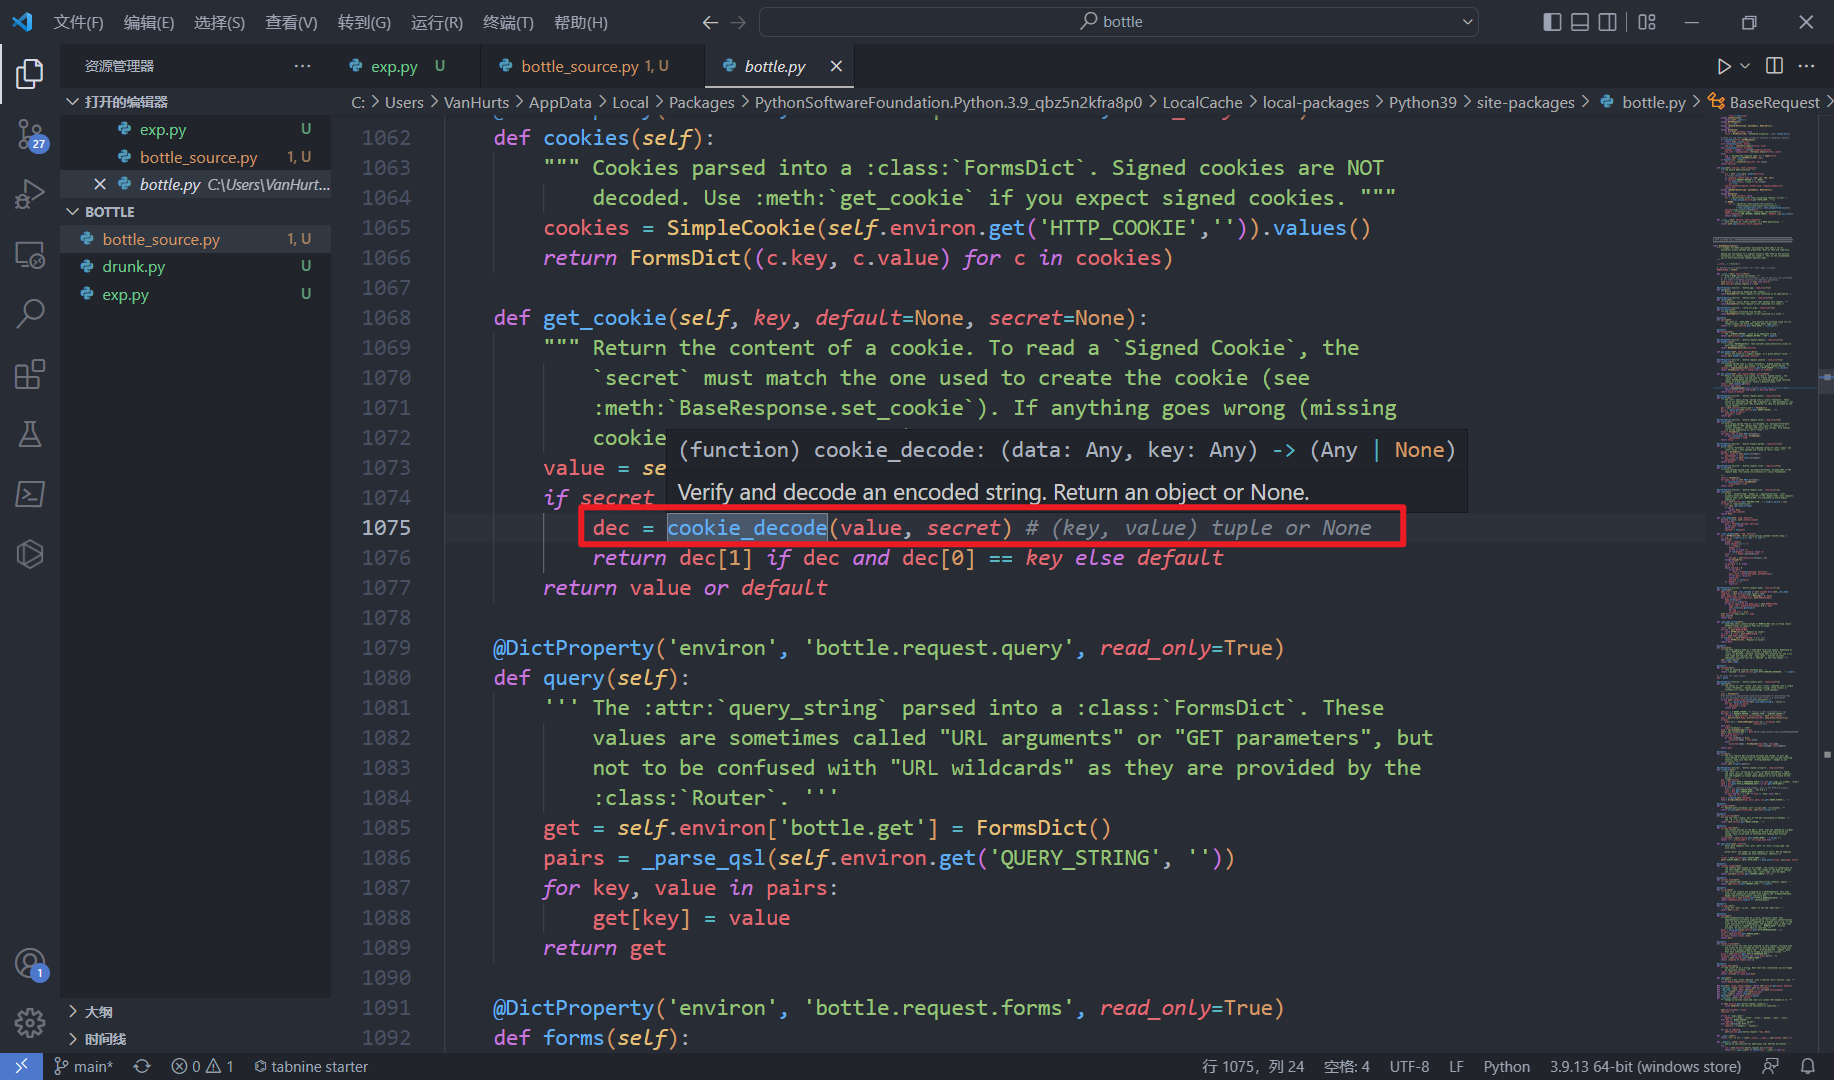 文件(F) 编辑(E) 选择(S) 查看(V) 转到(G) 运行(R) 终端(T) 帮助(H) bottle
资源管理器
exp.py U
bottle_source.py 1, U
bottle.py
打开的编辑器
exp.py U
bottle_source.py 1, U
bottle.py C:\Users\VanHurt...
BOTTLE
bottle_source.py 1, U
drunk.py U
exp.py U
27
1
大纲
时间线
C: > Users > VanHurts > AppData > Local > Packages > PythonSoftwareFoundation.Python.3.9_qbz5n2kfra8p0 > LocalCache > local-packages > Python39 > site-packages > bottle.py > BaseRequest
1062 def cookies(self):
1063 """ Cookies parsed into a :class:`FormsDict`. Signed cookies are NOT
1064 decoded. Use :meth:`get_cookie` if you expect signed cookies. """
1065 cookies = SimpleCookie(self.environ.get('HTTP_COOKIE','')).values()
1066 return FormsDict((c.key, c.value) for c in cookies)
1067
1068 def get_cookie(self, key, default=None, secret=None):
1069 """ Return the content of a cookie. To read a `Signed Cookie`, the
1070 `secret` must match the one used to create the cookie (see
1071 :meth:`BaseResponse.set_cookie`). If anything goes wrong (missing
1072 cookie
(function) cookie_decode: (data: Any, key: Any) -> (Any | None)
1073 value = se
Verify and decode an encoded string. Return an object or None.
1074 if secret
1075 dec = cookie_decode(value, secret) # (key, value) tuple or None
1076 return dec[1] if dec and dec[0] == key else default
1077 return value or default
1078
1079 @DictProperty('environ', 'bottle.request.query', read_only=True)
1080 def query(self):
1081 ''' The :attr:`query_string` parsed into a :class:`FormsDict`. These
1082 values are sometimes called "URL arguments" or "GET parameters", but
1083 not to be confused with "URL wildcards" as they are provided by the
1084 :class:`Router`. '''
1085 get = self.environ['bottle.get'] = FormsDict()
1086 pairs = _parse_qsl(self.environ.get('QUERY_STRING', ''))
1087 for key, value in pairs:
1088 get[key] = value
1089 return get
1090
1091 @DictProperty('environ', 'bottle.request.forms', read_only=True)
1092 def forms(self):
main* 0 1 tabnine starter 行 1075，列 24 空格: 4 UTF-8 LF Python 3.9.13 64-bit (windows store)